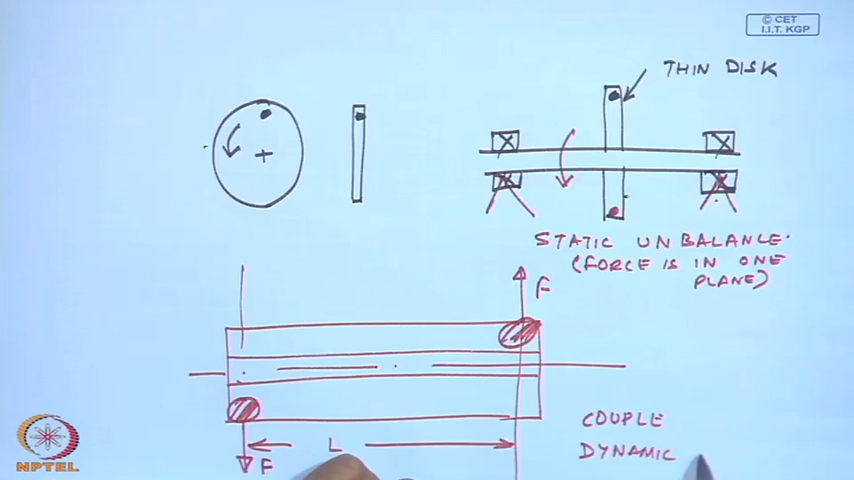 © CET
I.I.T. KGP
THIN DISK
STATIC UNBALANCE.
(FORCE IS IN ONE
PLANE)
F
L
F
COUPLE
DYNAMIC
NPTEL